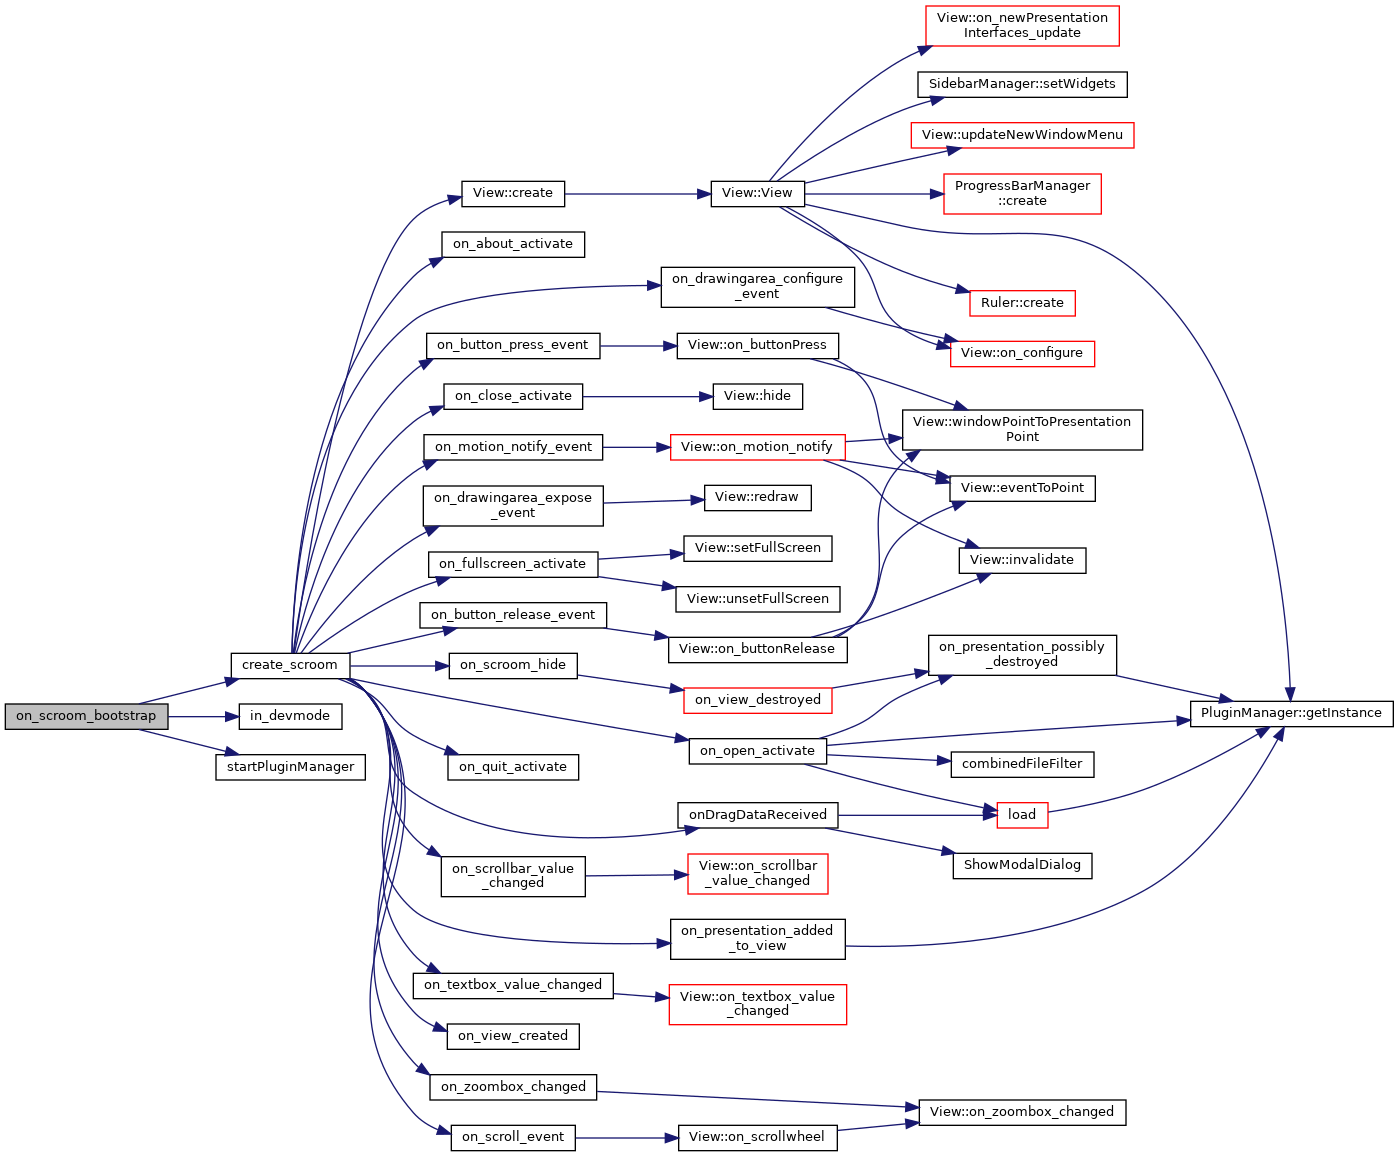 on_scroom_bootstrap
create_scroom
in_devmode
startPluginManager
View::create
on_about_activate
on_drawingarea_configure
_event
on_button_press_event
on_close_activate
on_motion_notify_event
on_drawingarea_expose
_event
on_fullscreen_activate
on_button_release_event
on_scroom_hide
on_open_activate
on_quit_activate
onDragDataReceived
on_scrollbar_value
_changed
on_presentation_added
_to_view
on_textbox_value_changed
on_view_created
on_zoombox_changed
on_scroll_event
View::View
View::on_buttonPress
View::hide
View::on_motion_notify
View::redraw
View::setFullScreen
View::unsetFullScreen
View::on_buttonRelease
on_view_destroyed
View::on_scrollbar
_value_changed
View::on_textbox_value
_changed
View::on_scrollwheel
View::on_newPresentation
Interfaces_update
SidebarManager::setWidgets
View::updateNewWindowMenu
ProgressBarManager
::create
Ruler::create
View::on_configure
View::windowPointToPresentation
Point
View::eventToPoint
View::invalidate
on_presentation_possibly
_destroyed
combinedFileFilter
load
ShowModalDialog
View::on_zoombox_changed
PluginManager::getInstance